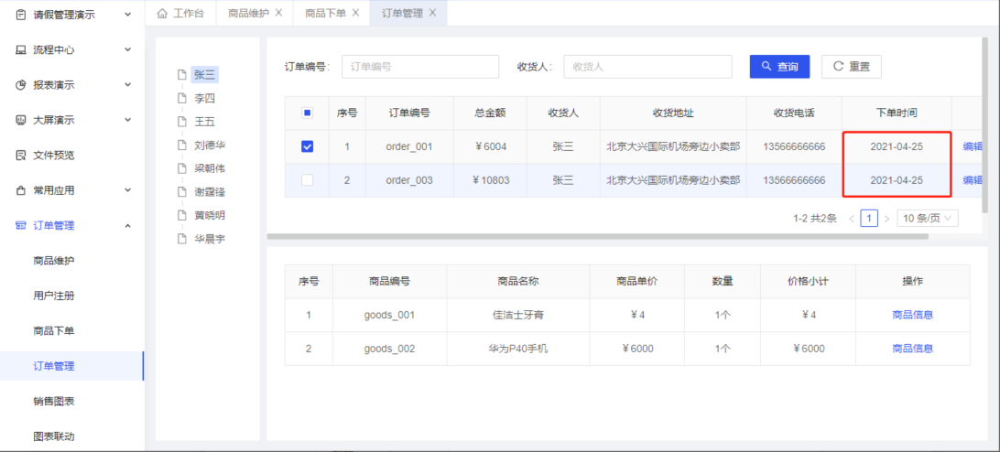 请假管理演示
流程中心
报表演示
大屏演示
文件预览
常用应用
订单管理
商品维护
用户注册
商品下单
订单管理
销售图表
图表联动
工作台 商品维护 商品下单 订单管理
张三
李四
王五
刘德华
梁朝伟
谢霆锋
黄晓明
华晨宇
订单编号： 订单编号 收货人： 收货人 查询 重置
序号 订单编号 总金额 收货人 收货地址 收货电话 下单时间
1 order_001 ￥6004 张三 北京大兴国际机场旁边小卖部 13566666666 2021-04-25 编辑
2 order_003 ￥10803 张三 北京大兴国际机场旁边小卖部 13566666666 2021-04-25 编辑
1-2 共2条 1 10 条/页
序号 商品编号 商品名称 商品单价 数量 价格小计 操作
1 goods_001 佳洁士牙膏 ￥4 1个 ￥4 商品信息
2 goods_002 华为P40手机 ￥6000 1个 ￥6000 商品信息